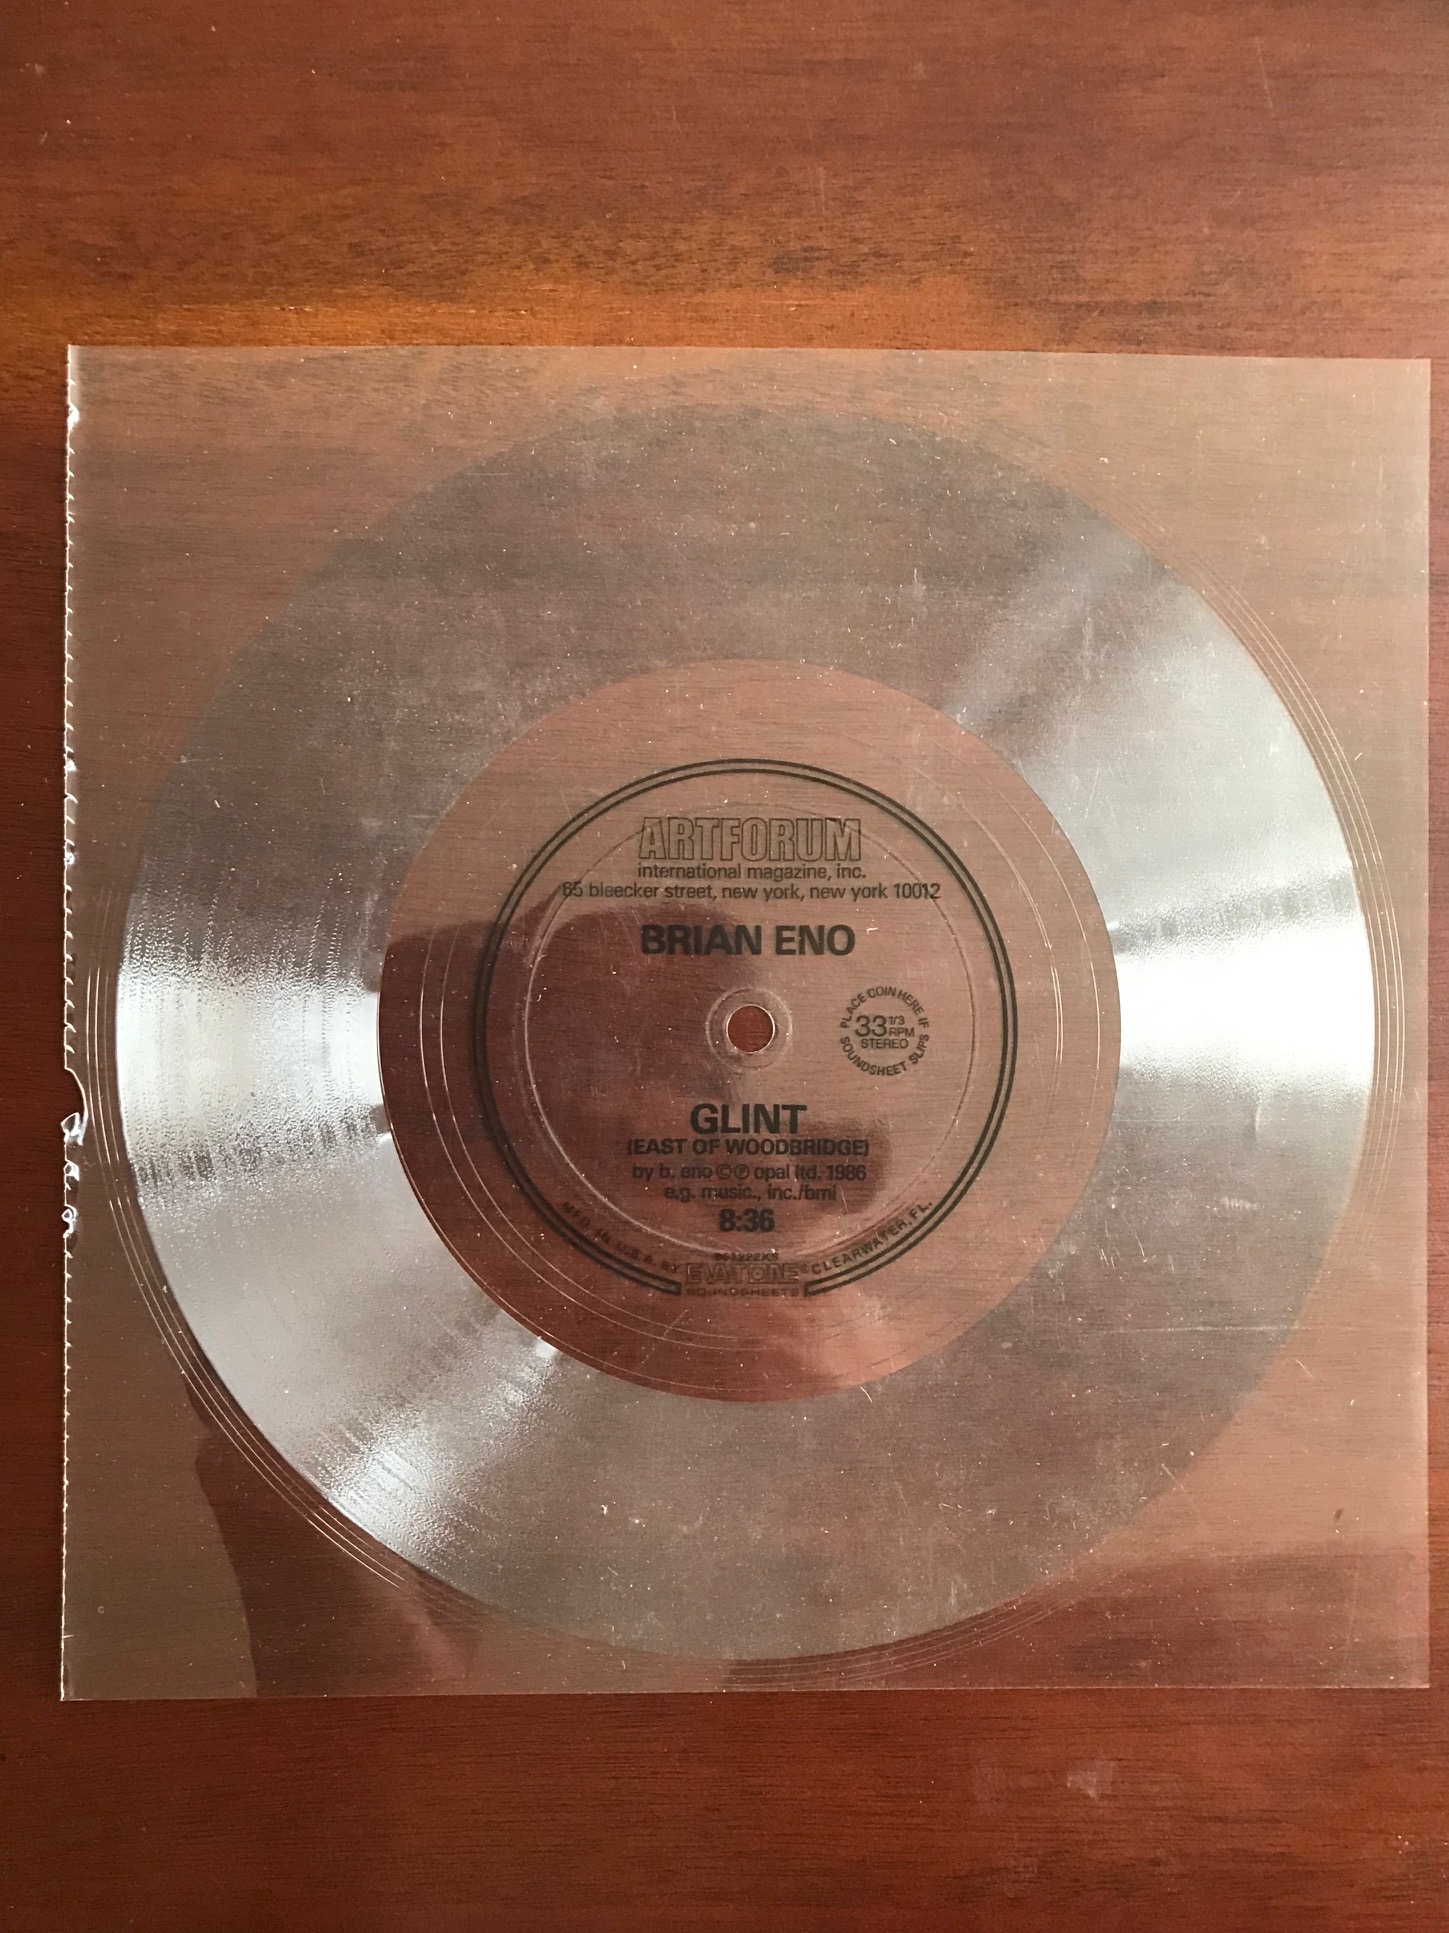 ARTFORUM
international magazine, inc.
65 bleecker street, new york, new york 10012
BRIAN ENO
PLACE COIN HERE IF SOUNDSHEET SLIPS
33 1/3 RPM
STEREO
GLINT
(EAST OF WOODBRIDGE)
by b. eno ©℗ opal ltd. 1986
e.g. music., inc./bmi
8:36
861222XS
MFD. IN U.S.A. BY EVATONE® CLEARWATER, FL.
SOUNDSHEETS